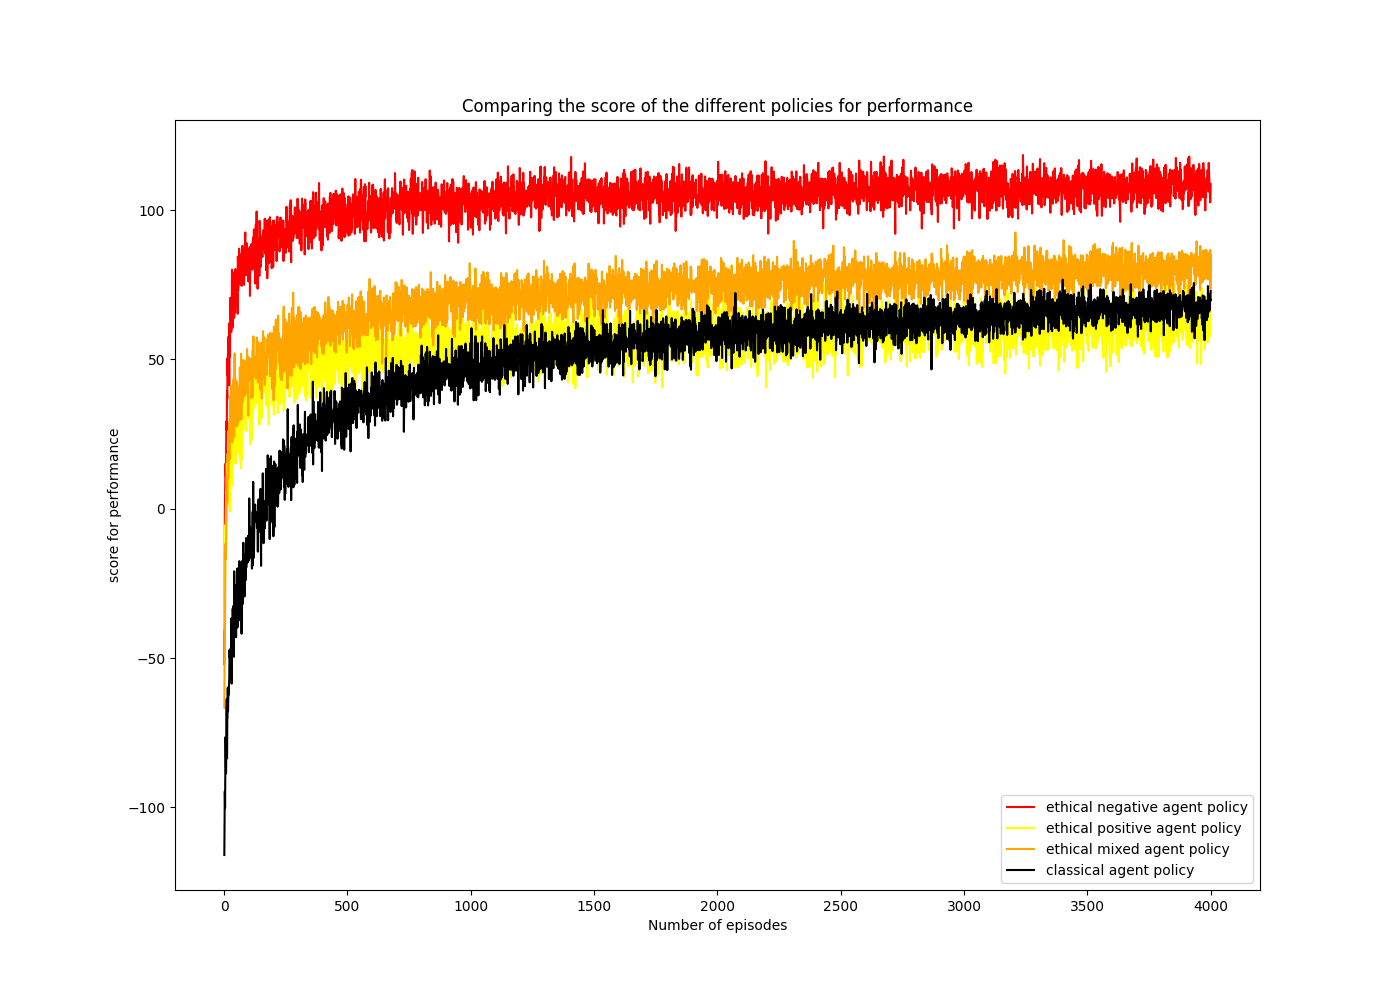 Comparing the score of the different policies for performance
100
50
0
−50
−100
score for performance
0
500
1000
1500
2000
2500
3000
3500
4000
Number of episodes
ethical negative agent policy
ethical positive agent policy
ethical mixed agent policy
classical agent policy